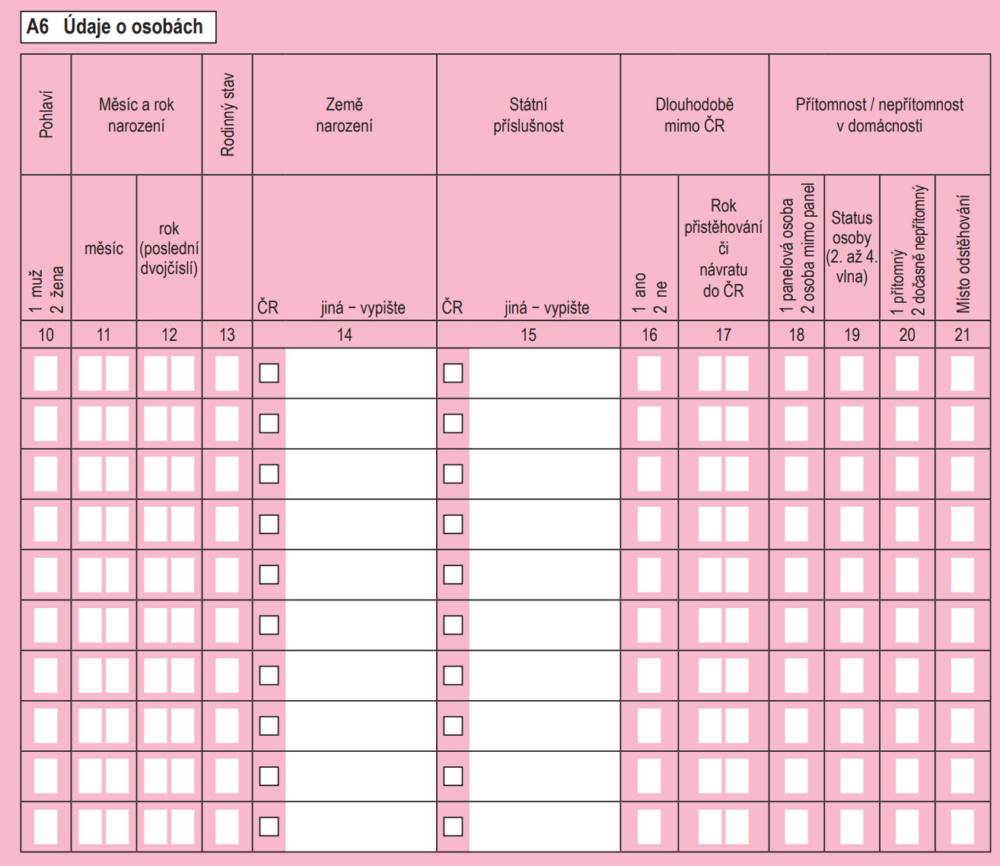 A6 Údaje o osobách
Pohlaví
Měsíc a rok
narození
Rodinný stav
Země
narození
Státní
příslušnost
Dlouhodobě
mimo ČR
Přítomnost / nepřítomnost
v domácnosti
1 muž
2 žena
měsíc
rok
(poslední
dvojčíslí)
ČR
jiná – vypište
ČR
jiná – vypište
1 ano
2 ne
Rok
přistěhování
či
návratu
do ČR
1 panelová osoba
2 osoba mimo panel
Status
osoby
(2. až 4.
vlna)
1 přítomný
2 dočasně nepřítomný
Místo odstěhování
10 11 12 13 14 15 16 17 18 19 20 21